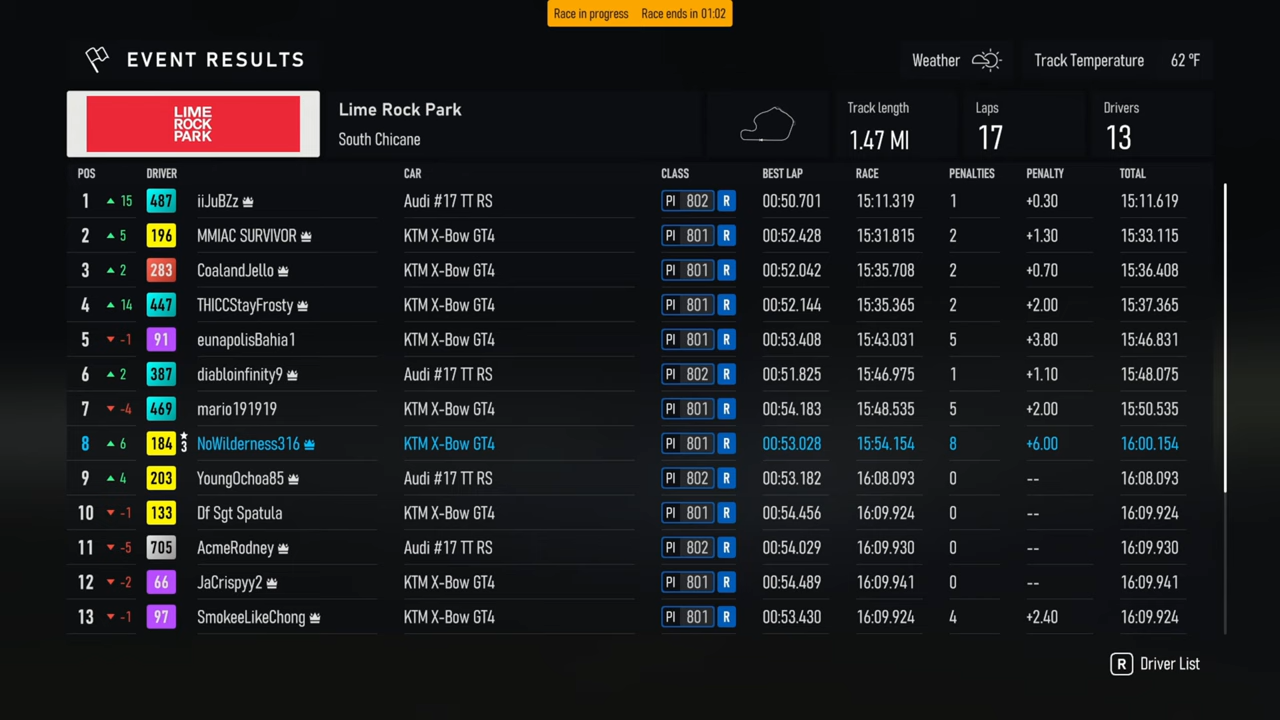 Race in progress Race ends in 01:02
EVENT RESULTS
Weather Track Temperature 62 °F
LIME ROCK PARK
Lime Rock Park
South Chicane
Track length 1.47 MI
Laps 17
Drivers 13
POS DRIVER CAR CLASS BEST LAP RACE PENALTIES PENALTY TOTAL
1 15 487 iiJuBZz Audi #17 TT RS PI 802 R 00:50.701 15:11.319 1 +0.30 15:11.619
2 5 196 MMIAC SURVIVOR KTM X-Bow GT4 PI 801 R 00:52.428 15:31.815 2 +1.30 15:33.115
3 2 283 CoalandJello KTM X-Bow GT4 PI 801 R 00:52.042 15:35.708 2 +0.70 15:36.408
4 14 447 THICCStayFrosty KTM X-Bow GT4 PI 801 R 00:52.144 15:35.365 2 +2.00 15:37.365
5 -1 91 eunapolisBahia1 KTM X-Bow GT4 PI 801 R 00:53.408 15:43.031 5 +3.80 15:46.831
6 2 387 diabloinfinity9 Audi #17 TT RS PI 802 R 00:51.825 15:46.975 1 +1.10 15:48.075
7 -4 469 mario191919 KTM X-Bow GT4 PI 801 R 00:54.183 15:48.535 5 +2.00 15:50.535
8 6 184 3 NoWilderness316 KTM X-Bow GT4 PI 801 R 00:53.028 15:54.154 8 +6.00 16:00.154
9 4 203 YoungOchoa85 Audi #17 TT RS PI 802 R 00:53.182 16:08.093 0 -- 16:08.093
10 -1 133 Df Sgt Spatula KTM X-Bow GT4 PI 801 R 00:54.456 16:09.924 0 -- 16:09.924
11 -5 705 AcmeRodney Audi #17 TT RS PI 802 R 00:54.029 16:09.930 0 -- 16:09.930
12 -2 66 JaCrispyy2 KTM X-Bow GT4 PI 801 R 00:54.489 16:09.941 0 -- 16:09.941
13 -1 97 SmokeeLikeChong KTM X-Bow GT4 PI 801 R 00:53.430 16:09.924 4 +2.40 16:09.924
R Driver List